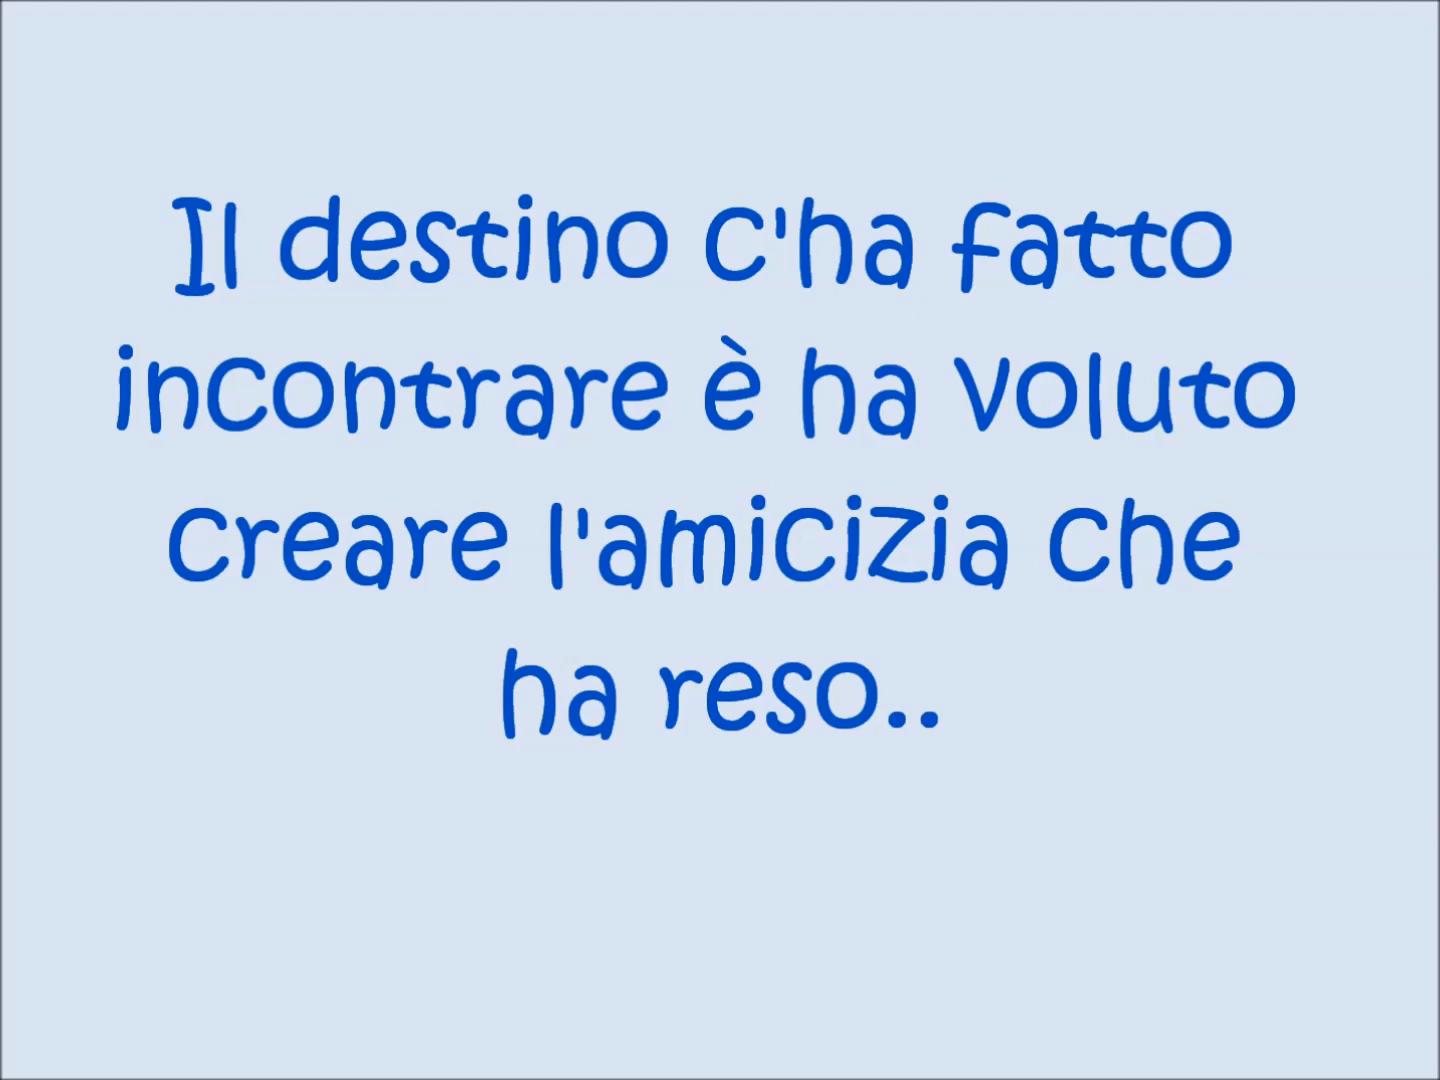 Il destino c'ha fatto
incontrare è ha voluto
creare l'amicizia che
ha reso..